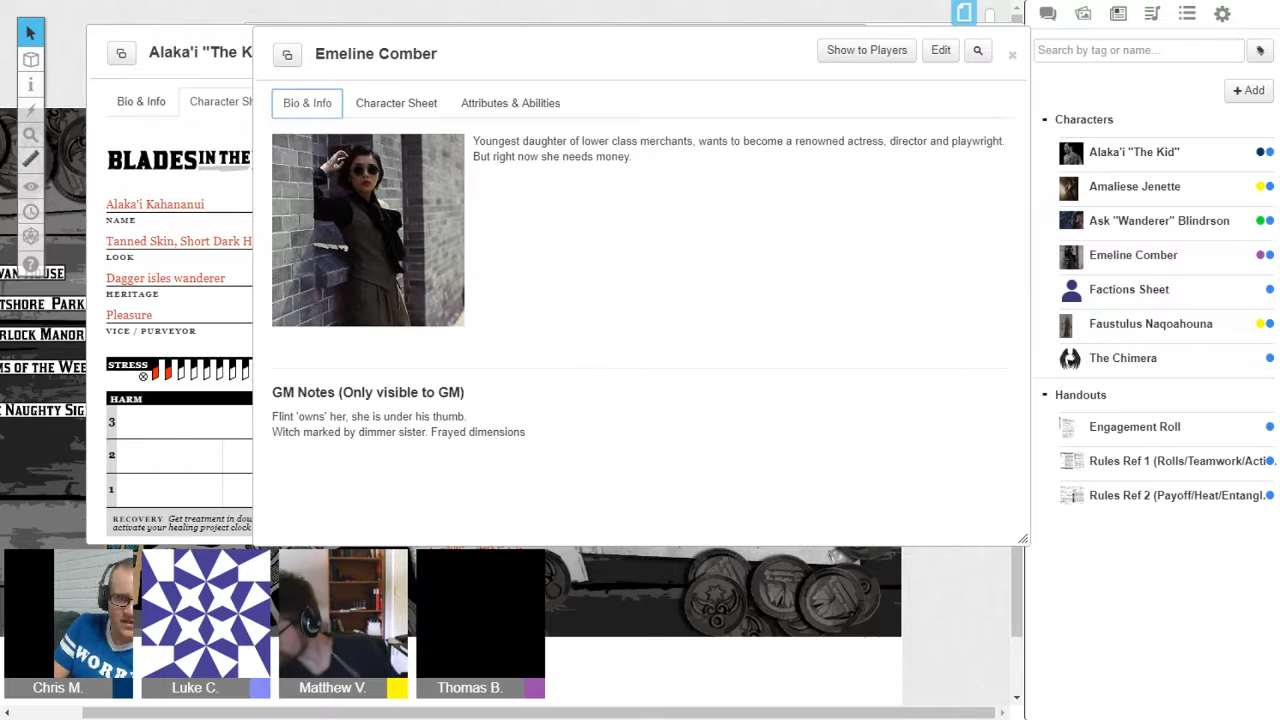 Alaka'i "The K
Emeline Comber
Show to Players
Edit
Search by tag or name...
Add
Bio & Info
Character Sh
Bio & Info
Character Sheet
Attributes & Abilities
BLADES IN THE
Alaka'i Kahananui
NAME
Tanned Skin, Short Dark H
LOOK
Dagger isles wanderer
HERITAGE
Pleasure
VICE / PURVEYOR
STRESS
HARM
3
2
1
RECOVERY Get treatment in dow
activate your healing project clock
Youngest daughter of lower class merchants, wants to become a renowned actress, director and playwright.
But right now she needs money.
GM Notes (Only visible to GM)
Flint 'owns' her, she is under his thumb.
Witch marked by dimmer sister. Frayed dimensions
Characters
Alaka'i "The Kid"
Amaliese Jenette
Ask "Wanderer" Blindrson
Emeline Comber
Factions Sheet
Faustulus Naqoahouna
The Chimera
Handouts
Engagement Roll
Rules Ref 1 (Rolls/Teamwork/Acti...
Rules Ref 2 (Payoff/Heat/Entangl...
TSHORE PARK
RLOCK MANOR
MS OF THE WEE
NAUGHTY SIG
WORR
Chris M.
Luke C.
Matthew V.
Thomas B.